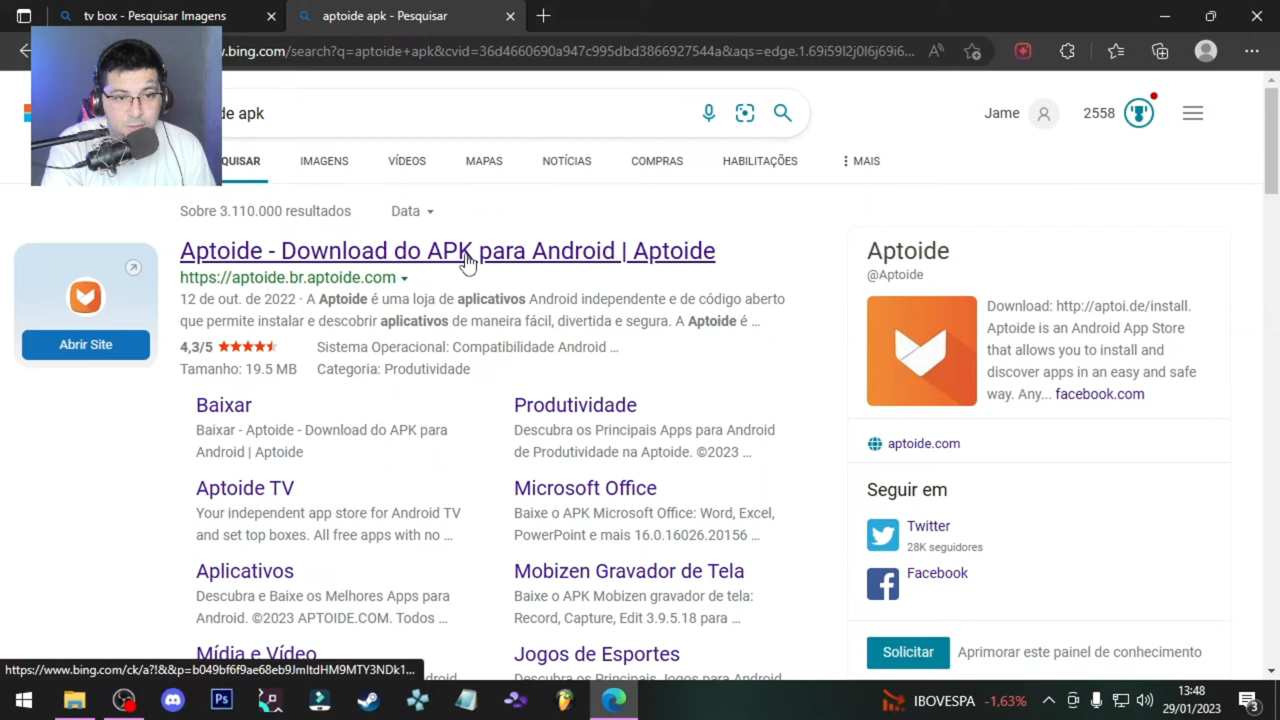 tv box - Pesquisar Imagens
aptoide apk - Pesquisar
w.bing.com/search?q=aptoide+apk&cvid=36d4660690a947c995dbd3866927544a&aqs=edge.1.69i59l2j0l6j69i6...
de apk
Jame
2558
QUISAR
IMAGENS
VÍDEOS
MAPAS
NOTÍCIAS
COMPRAS
HABILITAÇÕES
MAIS
Sobre 3.110.000 resultados
Data
Abrir Site
Aptoide - Download do APK para Android | Aptoide
https://aptoide.br.aptoide.com
12 de out. de 2022 · A Aptoide é uma loja de aplicativos Android independente e de código aberto
que permite instalar e descobrir aplicativos de maneira fácil, divertida e segura. A Aptoide é ...
4,3/5
Sistema Operacional: Compatibilidade Android ...
Tamanho: 19.5 MB
Categoria: Produtividade
Baixar
Baixar - Aptoide - Download do APK para
Android | Aptoide
Produtividade
Descubra os Principais Apps para Android
de Produtividade na Aptoide. ©2023 ...
Aptoide TV
Your independent app store for Android TV
and set top boxes. All free apps with no ...
Microsoft Office
Baixe o APK Microsoft Office: Word, Excel,
PowerPoint e mais 16.0.16026.20156 ...
Aplicativos
Descubra e Baixe os Melhores Apps para
Android. ©2023 APTOIDE.COM. Todos ...
Mobizen Gravador de Tela
Baixe o APK Mobizen gravador de tela:
Record, Capture, Edit 3.9.5.18 para ...
Mídia e Vídeo
Jogos de Esportes
Aptoide
@Aptoide
Download: http://aptoi.de/install.
Aptoide is an Android App Store
that allows you to install and
discover apps in an easy and safe
way. Any... facebook.com
aptoide.com
Seguir em
Twitter
28K seguidores
Facebook
Solicitar
Aprimorar este painel de conhecimento
https://www.bing.com/ck/a?!&&p=b049bf6f9ae68eb9JmltdHM9MTY3NDk1...
Ps
IBOVESPA -1,63%
13:48
29/01/2023
3